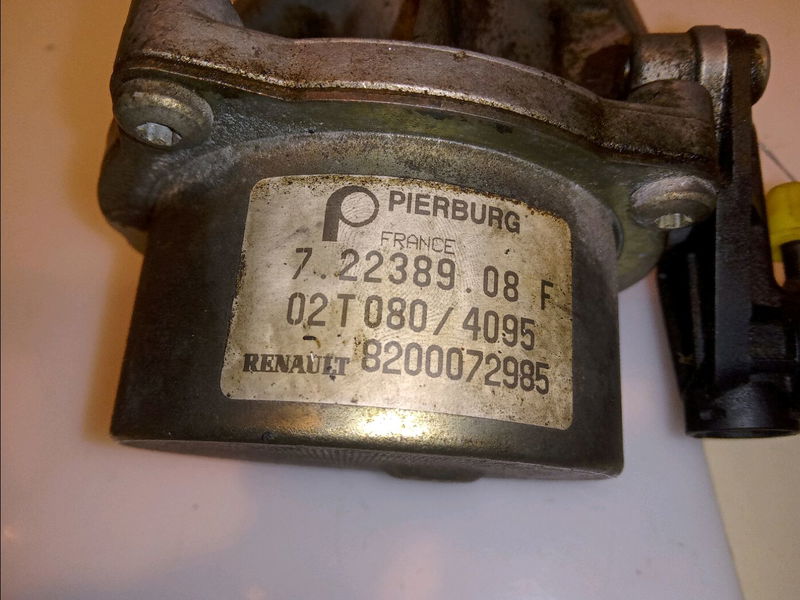 PIERBURG
FRANCE
7.22389.08 F
02T080/4095
RENAULT 8200072985